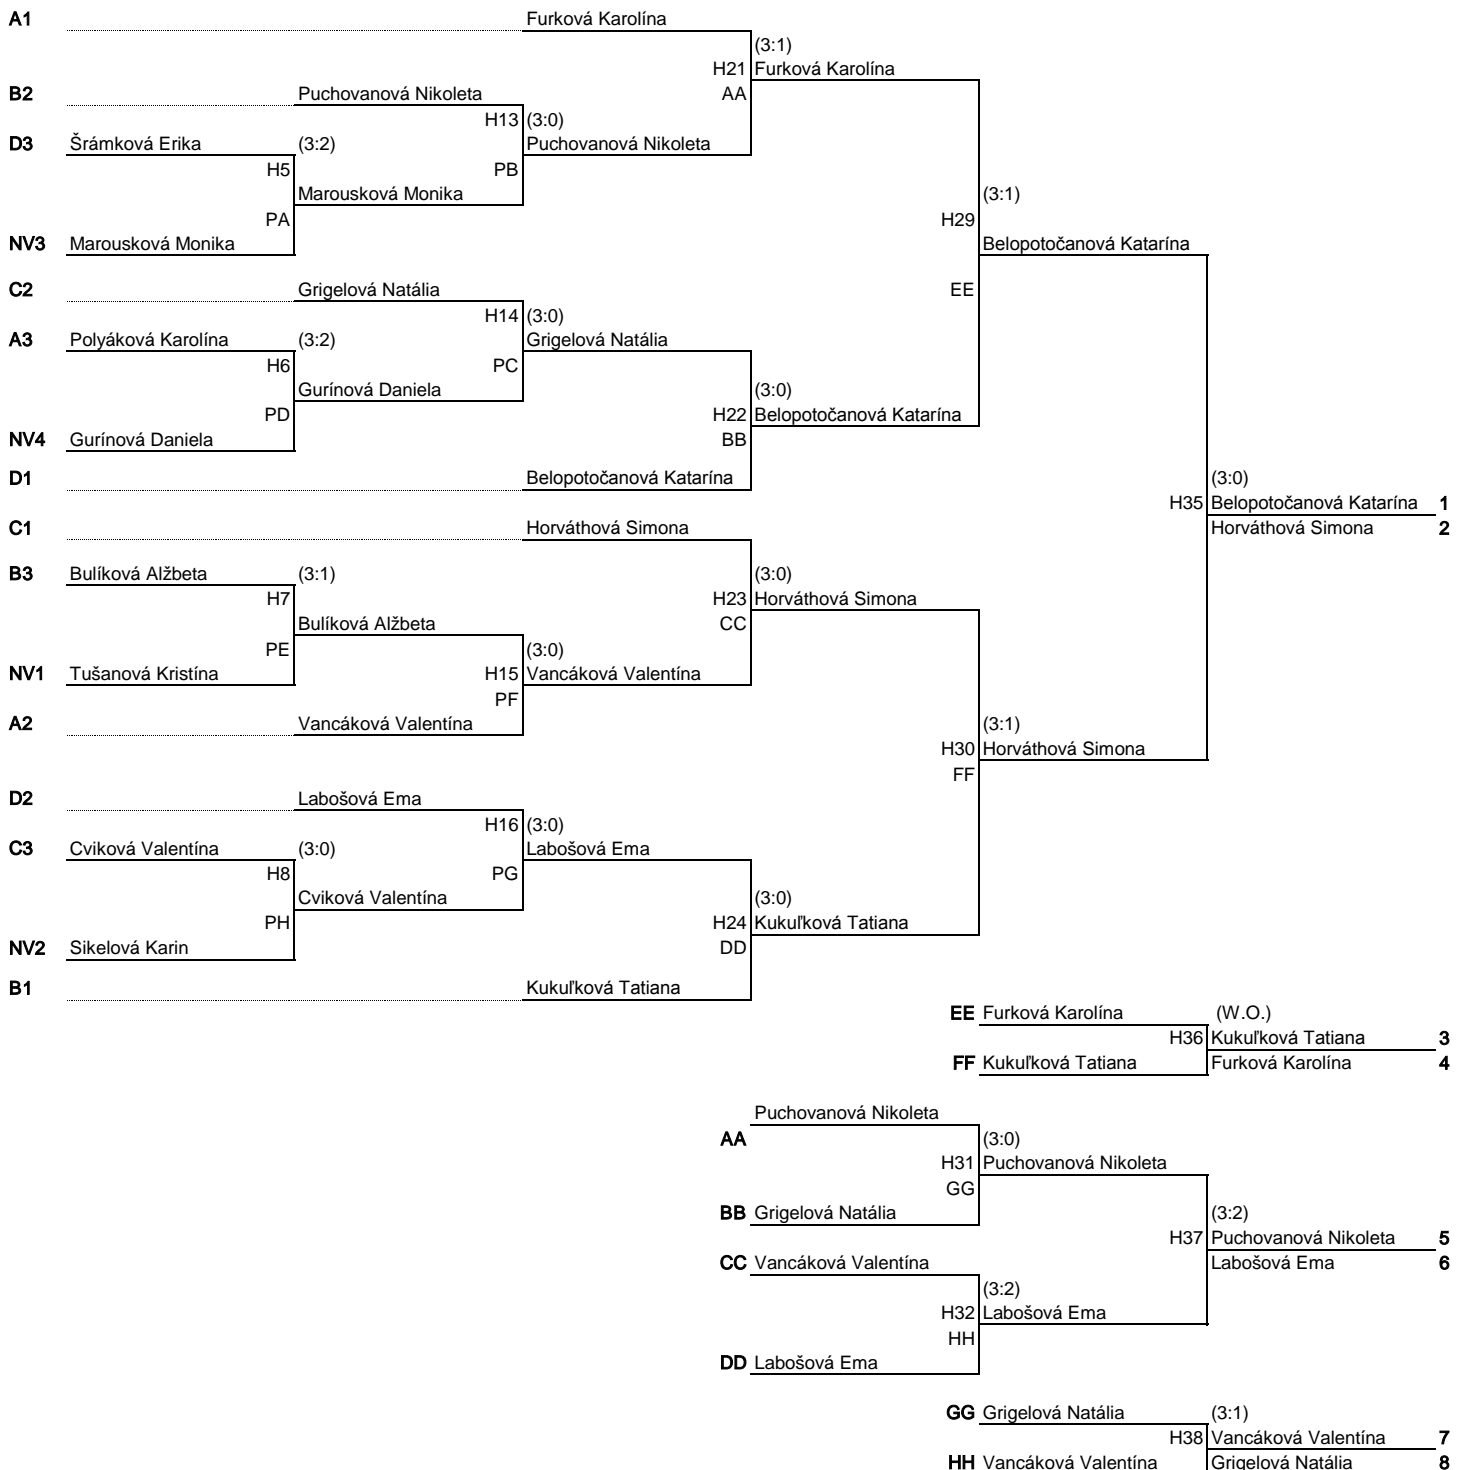 A1 Furková Karolína
(3:1)
H21 Furková Karolína
B2 Puchovanová Nikoleta AA
H13 (3:0)
D3 Šrámková Erika (3:2) Puchovanová Nikoleta
H5 PB
Marousková Monika (3:1)
PA H29
NV3 Marousková Monika Belopotočanová Katarína
C2 Grigelová Natália EE
H14 (3:0)
A3 Polyáková Karolína (3:2) Grigelová Natália
H6 PC
Gurínová Daniela (3:0)
PD H22 Belopotočanová Katarína
NV4 Gurínová Daniela BB
D1 Belopotočanová Katarína (3:0)
H35 Belopotočanová Katarína 1
C1 Horváthová Simona Horváthová Simona 2
B3 Bulíková Alžbeta (3:1) (3:0)
H7 H23 Horváthová Simona
Bulíková Alžbeta CC
PE (3:0)
NV1 Tušanová Kristína H15 Vancáková Valentína
PF
A2 Vancáková Valentína (3:1)
H30 Horváthová Simona
FF
D2 Labošová Ema
H16 (3:0)
C3 Cviková Valentína (3:0) Labošová Ema
H8 PG
Cviková Valentína (3:0)
PH H24 Kukuľková Tatiana
NV2 Sikelová Karin DD
B1 Kukuľková Tatiana
EE Furková Karolína (W.O.)
H36 Kukuľková Tatiana 3
FF Kukuľková Tatiana Furková Karolína 4
Puchovanová Nikoleta
AA (3:0)
H31 Puchovanová Nikoleta
GG
BB Grigelová Natália (3:2)
H37 Puchovanová Nikoleta 5
CC Vancáková Valentína Labošová Ema 6
(3:2)
H32 Labošová Ema
HH
DD Labošová Ema
GG Grigelová Natália (3:1)
H38 Vancáková Valentína 7
HH Vancáková Valentína Grigelová Natália 8